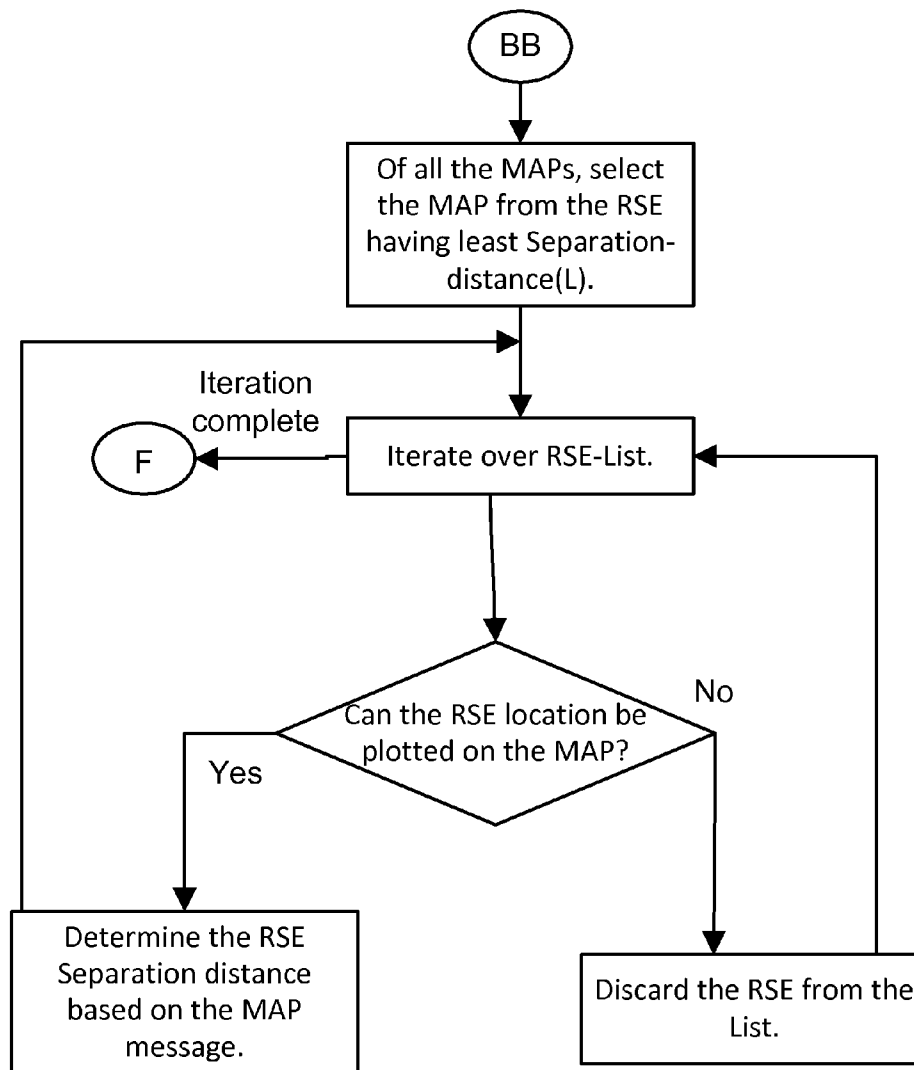 BB
Of all the MAPs, select
the MAP from the RSE
having least Separation-
distance(L).
Iteration
complete
F
Iterate over RSE-List.
Can the RSE location be
plotted on the MAP?
Yes
No
Determine the RSE
Separation distance
based on the MAP
message.
Discard the RSE from the
List.